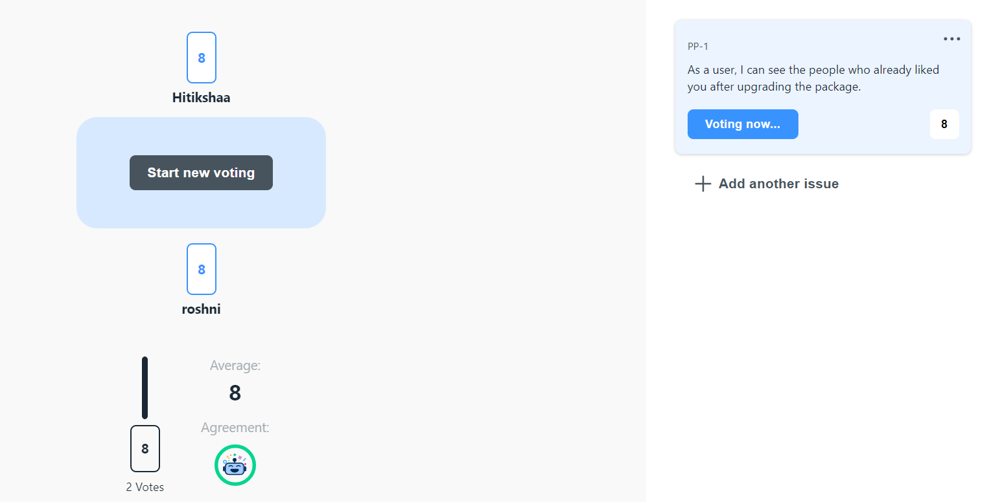 8
Hitikshaa
Start new voting
8
roshni
Average:
8
Agreement:
8
2 Votes
PP-1
As a user, I can see the people who already liked
you after upgrading the package.
Voting now...
8
Add another issue